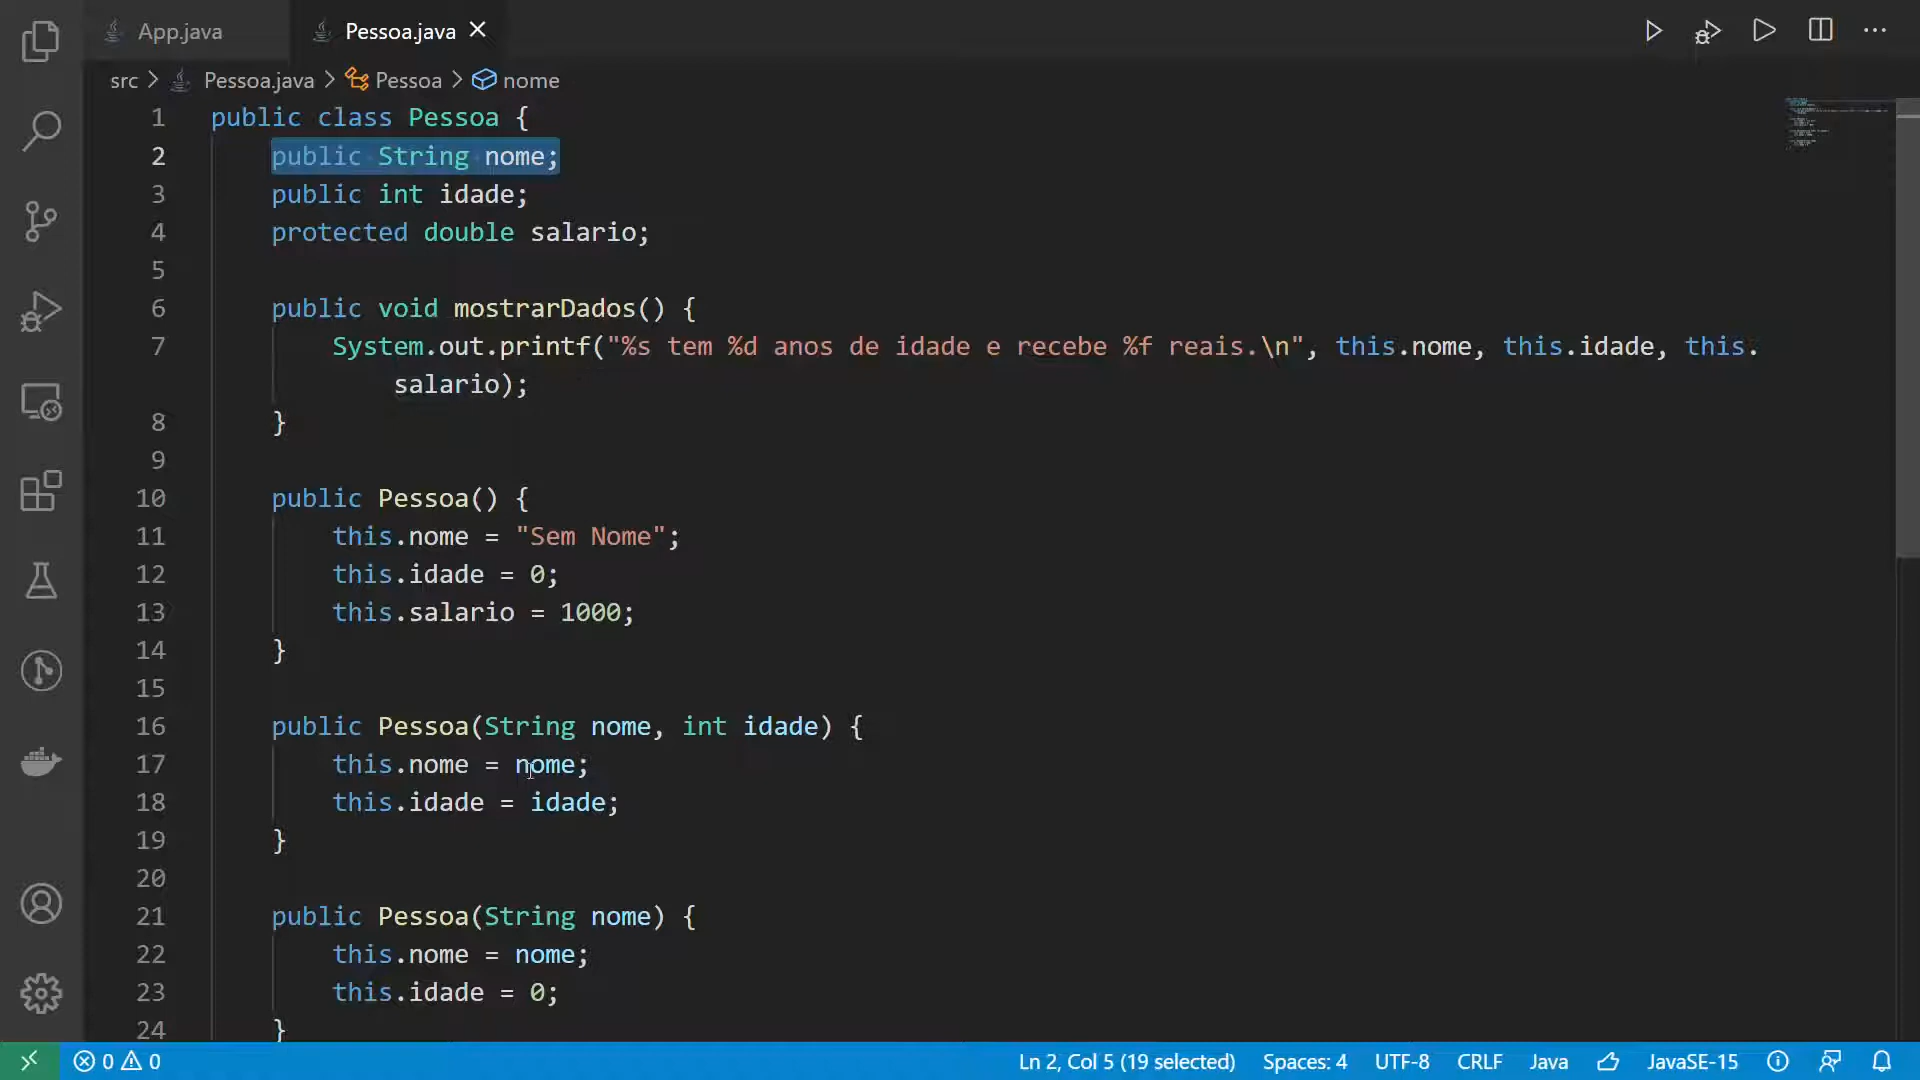 App.java
Pessoa.java
src > Pessoa.java > Pessoa > nome
1 public class Pessoa {
2 public String nome;
3 public int idade;
4 protected double salario;
5
6 public void mostrarDados() {
7 System.out.printf("%s tem %d anos de idade e recebe %f reais.\n", this.nome, this.idade, this.
salario);
8 }
9
10 public Pessoa() {
11 this.nome = "Sem Nome";
12 this.idade = 0;
13 this.salario = 1000;
14 }
15
16 public Pessoa(String nome, int idade) {
17 this.nome = nome;
18 this.idade = idade;
19 }
20
21 public Pessoa(String nome) {
22 this.nome = nome;
23 this.idade = 0;
24 }
0 0 Ln 2, Col 5 (19 selected) Spaces: 4 UTF-8 CRLF Java JavaSE-15